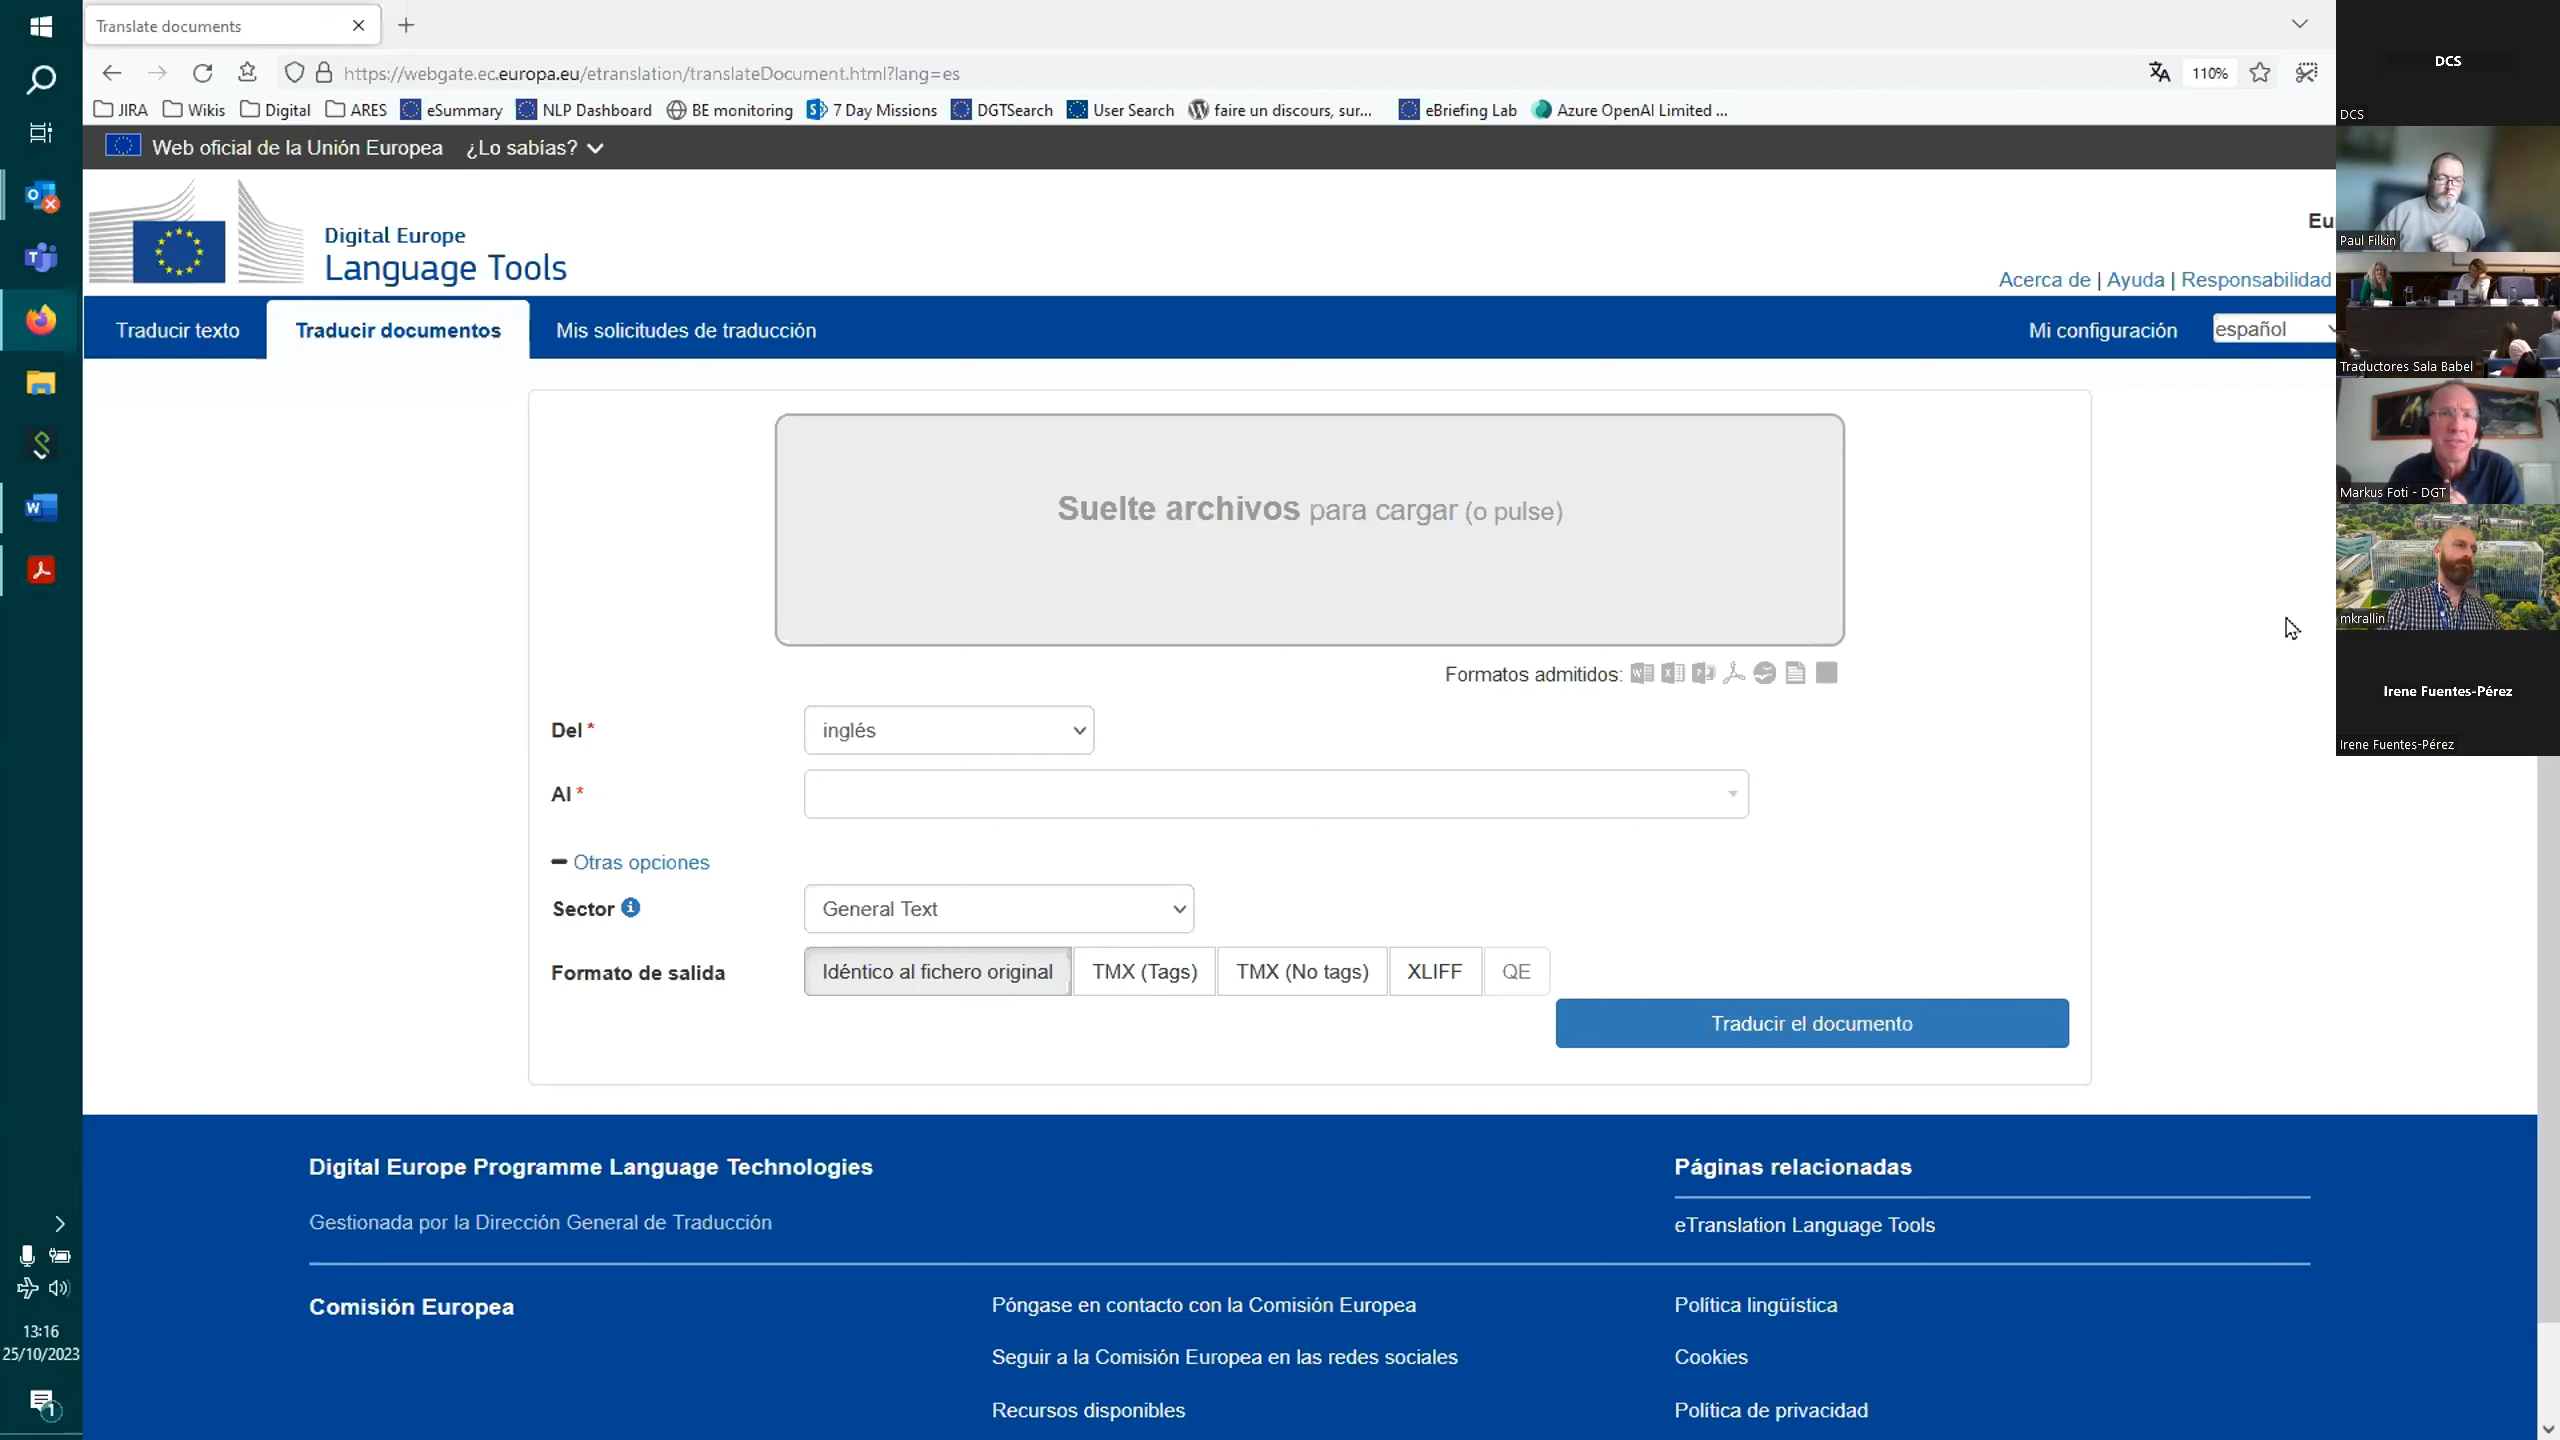 Translate documents
https://webgate.ec.europa.eu/etranslation/translateDocument.html?lang=es
110%
JIRA Wikis Digital ARES eSummary NLP Dashboard BE monitoring 7 Day Missions DGTSearch User Search faire un discours, sur... eBriefing Lab Azure OpenAI Limited ...
Web oficial de la Unión Europea ¿Lo sabías?
Digital Europe
Language Tools
Eu
Acerca de | Ayuda | Responsabilidad
Traducir texto Traducir documentos Mis solicitudes de traducción Mi configuración español
Suelte archivos para cargar (o pulse)
Formatos admitidos:
Del * inglés
Al *
Otras opciones
Sector General Text
Formato de salida Idéntico al fichero original TMX (Tags) TMX (No tags) XLIFF QE
Traducir el documento
Digital Europe Programme Language Technologies
Gestionada por la Dirección General de Traducción
Páginas relacionadas
eTranslation Language Tools
Comisión Europea
Póngase en contacto con la Comisión Europea
Seguir a la Comisión Europea en las redes sociales
Recursos disponibles
Política lingüística
Cookies
Política de privacidad
13:16
25/10/2023
1
DCS
DCS
Paul Filkin
Traductores Sala Babel
Markus Foti - DGT
mkrallin
Irene Fuentes-Pérez
Irene Fuentes-Pérez